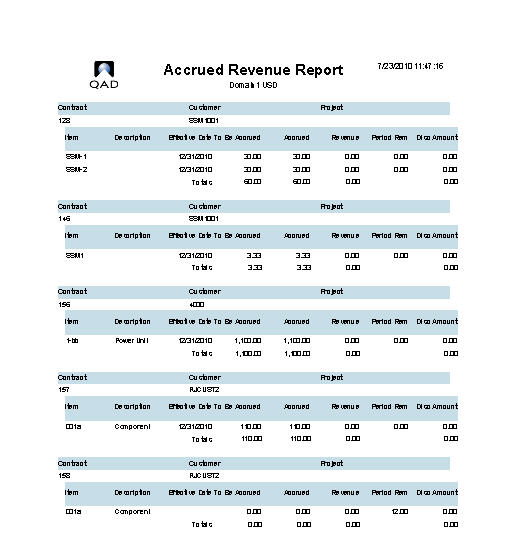 Accrued Revenue Report
7/23/2010 11:47:15
QAD
Domain 1 USD
Contract Customer Project
128 SSM1001
Item Description Effective Date To Be Accrued Accrued Revenue Period Rem Disc Amount
SSM-1 12/31/2010 30.00 30.00 0.00 0.00 0.00
SSM-2 12/31/2010 30.00 30.00 0.00 0.00 0.00
Totals: 60.00 60.00 0.00 0.00
Contract Customer Project
146 SSM1001
Item Description Effective Date To Be Accrued Accrued Revenue Period Rem Disc Amount
SSM1 12/31/2010 3.33 3.33 0.00 0.00 0.00
Totals: 3.33 3.33 0.00 0.00
Contract Customer Project
156 4000
Item Description Effective Date To Be Accrued Accrued Revenue Period Rem Disc Amount
1-bb Power Unit 12/31/2010 1,100.00 1,100.00 0.00 0.00 0.00
Totals: 1,100.00 1,100.00 0.00 0.00
Contract Customer Project
157 RJCUST2
Item Description Effective Date To Be Accrued Accrued Revenue Period Rem Disc Amount
001a Component 12/31/2010 110.00 110.00 0.00 0.00 0.00
Totals: 110.00 110.00 0.00 0.00
Contract Customer Project
158 RJCUST2
Item Description Effective Date To Be Accrued Accrued Revenue Period Rem Disc Amount
001a Component 0.00 0.00 0.00 12.00 0.00
Totals: 0.00 0.00 0.00 0.00